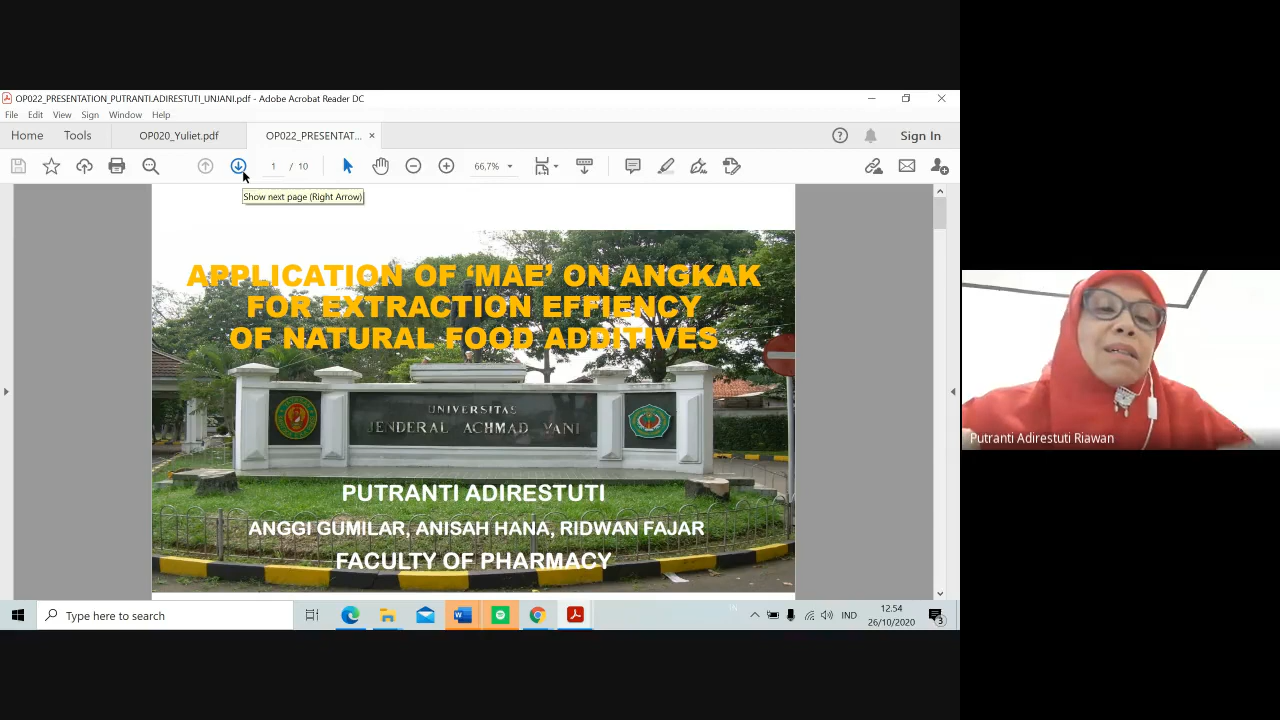 OP022_PRESENTATION_PUTRANTI.ADIRESTUTI_UNJANI.pdf - Adobe Acrobat Reader DC
File Edit View Sign Window Help
Home Tools OP020_Yuliet.pdf OP022_PRESENTAT... × Sign In
1 / 10 66,7%
Show next page (Right Arrow)
APPLICATION OF ‘MAE’ ON ANGKAK
FOR EXTRACTION EFFIENCY
OF NATURAL FOOD ADDITIVES
UNIVERSITAS
JENDERAL ACHMAD YANI
PUTRANTI ADIRESTUTI
ANGGI GUMILAR, ANISAH HANA, RIDWAN FAJAR
FACULTY OF PHARMACY
Putranti Adirestuti Riawan
Type here to search
IND
12.54
26/10/2020
3